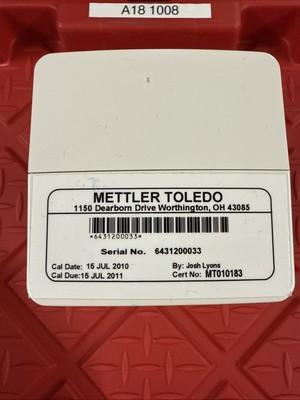 A18 1008
METTLER TOLEDO
1150 Dearborn Drive Worthington, OH 43085
*6431200033*
Serial No. 6431200033
Cal Date: 15 JUL 2010 By: Josh Lyons
Cal Due: 15 JUL 2011 Cert No: MT010183